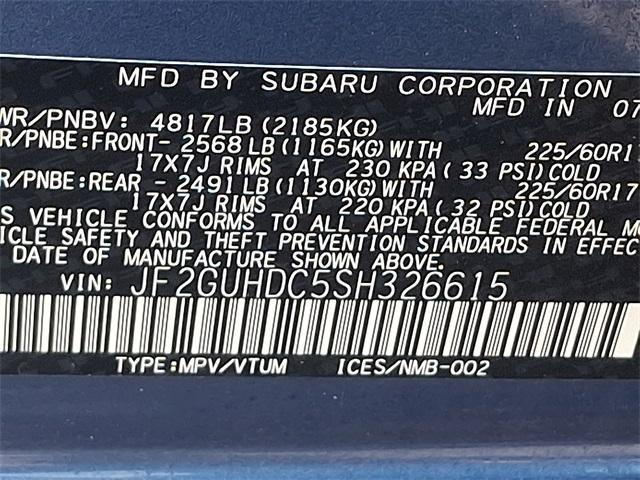 MFD BY SUBARU CORPORATION
MFD IN 07
WR/PNBV: 4817LB (2185KG)
R/PNBE:FRONT- 2568 LB (1165KG) WITH 225/60R17
17X7J RIMS AT 230 KPA ( 33 PSI) COLD
R/PNBE:REAR - 2491 LB (1130KG) WITH 225/60R17
17X7J RIMS AT 220 KPA ( 32 PSI) COLD
S VEHICLE CONFORMS TO ALL APPLICABLE FEDERAL MO
ICLE SAFETY AND THEFT PREVENTION STANDARDS IN EFFEC
DATE OF MANUFACTURE SHOWN ABOVE.
VIN: JF2GUHDC5SH326615
TYPE:MPV/VTUM ICES/NMB-002